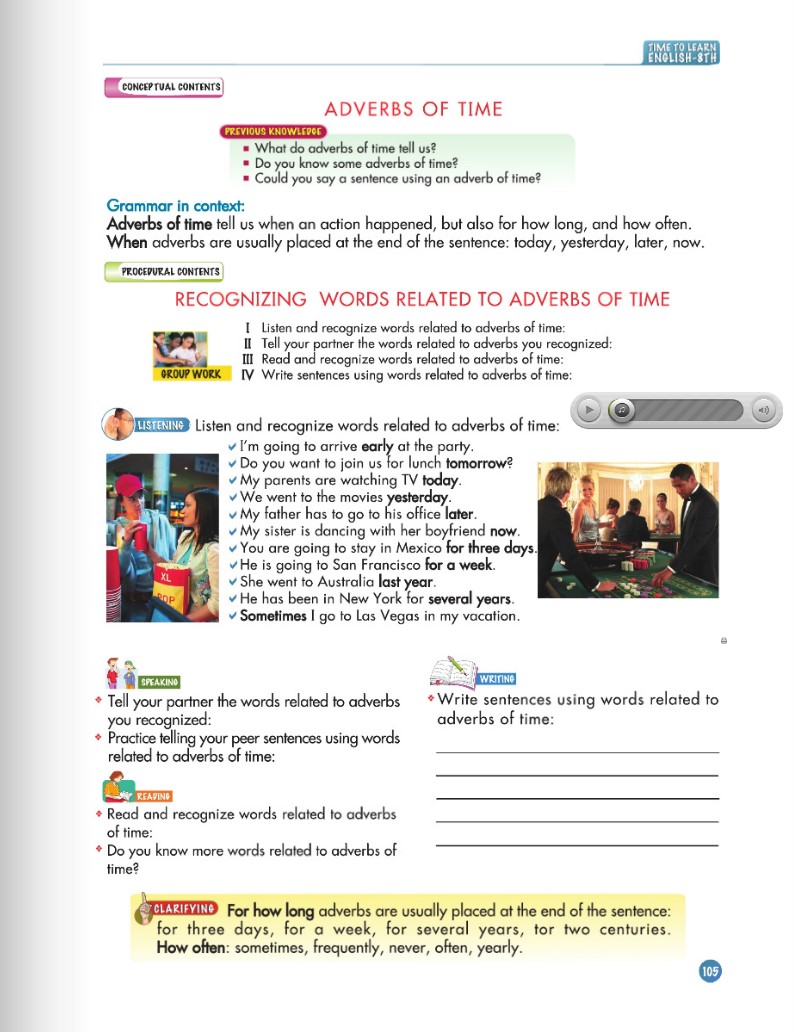 TIME TO LEARN
ENGLISH-8TH
CONCEPTUAL CONTENTS
ADVERBS OF TIME
PREVIOUS KNOWLEDGE
What do adverbs of time tell us?
Do you know some adverbs of time?
Could you say a sentence using an adverb of time?
Grammar in context:
Adverbs of time tell us when an action happened, but also for how long, and how often.
When adverbs are usually placed at the end of the sentence: today, yesterday, later, now.
PROCEDURAL CONTENTS
RECOGNIZING WORDS RELATED TO ADVERBS OF TIME
GROUP WORK
I Listen and recognize words related to adverbs of time:
II Tell your partner the words related to adverbs you recognized:
III Read and recognize words related to adverbs of time:
IV Write sentences using words related to adverbs of time:
LISTENING Listen and recognize words related to adverbs of time:
I'm going to arrive early at the party.
Do you want to join us for lunch tomorrow?
My parents are watching TV today.
We went to the movies yesterday.
My father has to go to his office later.
My sister is dancing with her boyfriend now.
You are going to stay in Mexico for three days.
He is going to San Francisco for a week.
She went to Australia last year.
He has been in New York for several years.
Sometimes I go to Las Vegas in my vacation.
XL
POP
SPEAKING
Tell your partner the words related to adverbs
you recognized:
Practice telling your peer sentences using words
related to adverbs of time:
READING
Read and recognize words related to adverbs
of time:
Do you know more words related to adverbs of
time?
WRITING
Write sentences using words related to
adverbs of time:
CLARIFYING For how long adverbs are usually placed at the end of the sentence:
for three days, for a week, for several years, tor two centuries.
How often: sometimes, frequently, never, often, yearly.
105